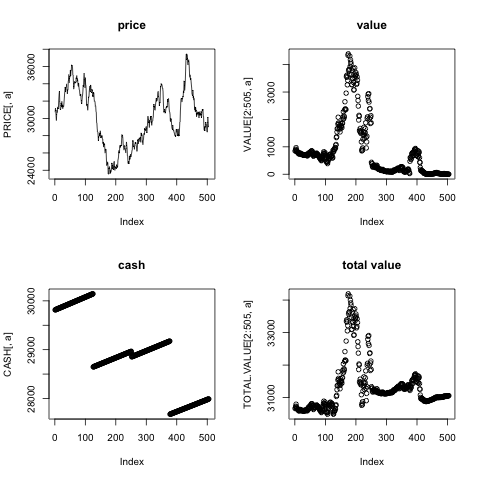 price
PRICE[, a]
24000 30000 36000
0 100 200 300 400 500
Index
value
VALUE[2:505, a]
0 1000 3000
0 100 200 300 400 500
Index
cash
CASH[, a]
28000 29000 30000
0 100 200 300 400 500
Index
total value
TOTAL.VALUE[2:505, a]
31000 33000
0 100 200 300 400 500
Index